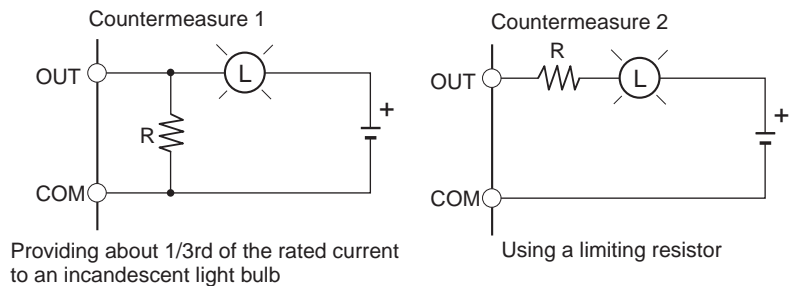 Countermeasure 1
OUT
L
R
+
COM
Providing about 1/3rd of the rated current
to an incandescent light bulb
Countermeasure 2
R
OUT
L
+
COM
Using a limiting resistor